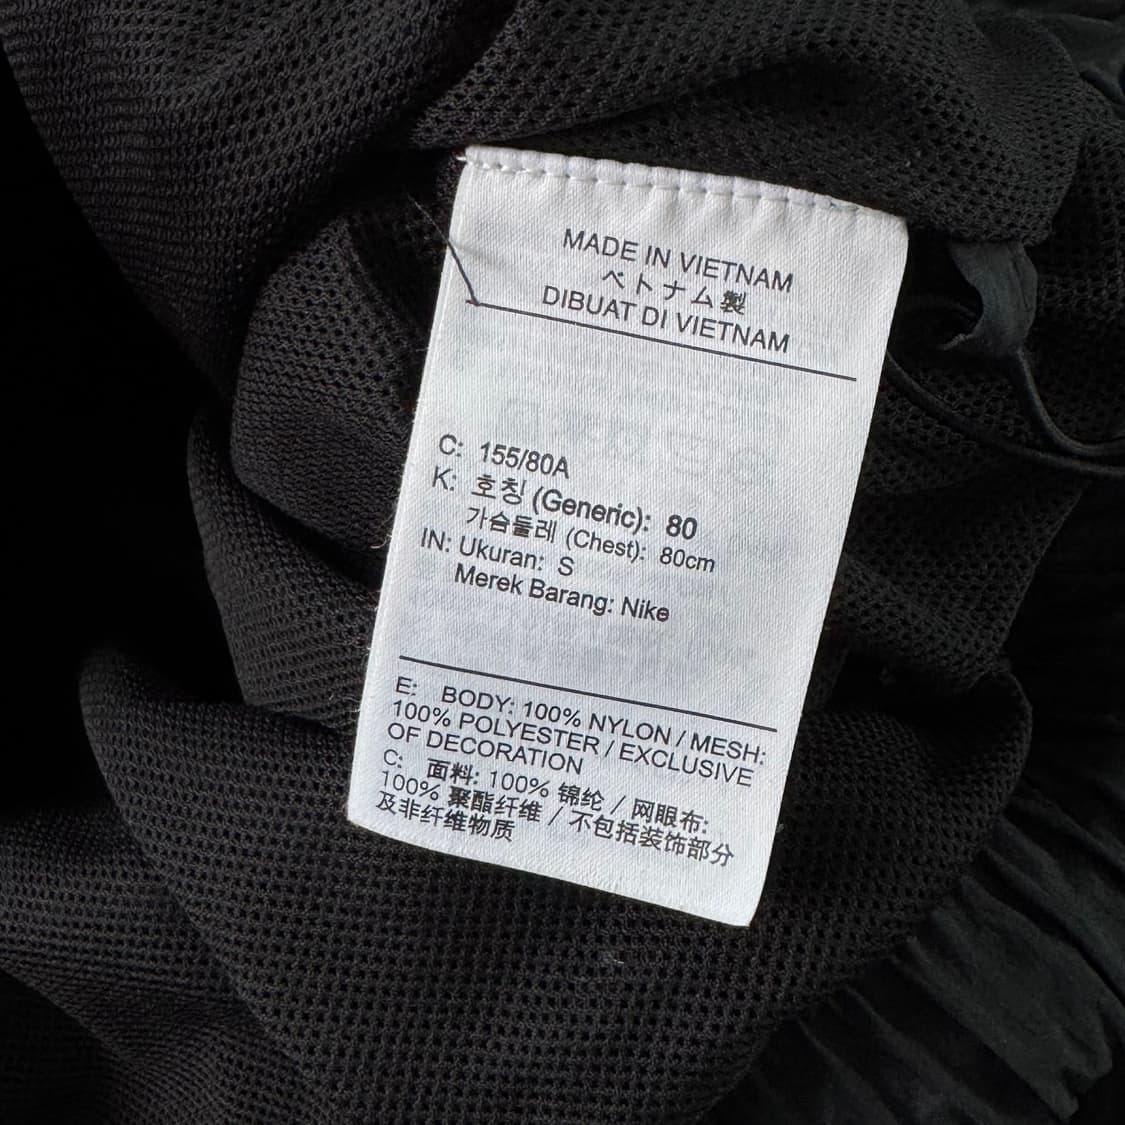 MADE IN VIETNAM
ベトナム製
DIBUAT DI VIETNAM
C: 155/80A
K: 호칭 (Generic): 80
가슴둘레 (Chest): 80cm
IN: Ukuran: S
Merek Barang: Nike
E: BODY: 100% NYLON / MESH:
100% POLYESTER / EXCLUSIVE
OF DECORATION
C: 面料: 100% 锦纶 / 网眼布:
100% 聚酯纤维 / 不包括装饰部分
及非纤维物质